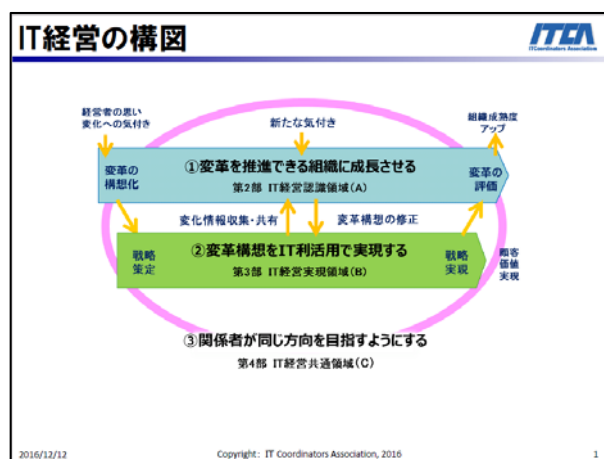 IT経営の構図
ITCA
ITCoordinators Association
経営者の思い
変化への気付き
新たな気付き
組織成熟度
アップ
変革の
構想化
①変革を推進できる組織に成長させる
第2部 IT経営認識領域(A)
変革の
評価
変化情報収集・共有
変革構想の修正
戦略
策定
②変革構想をIT利活用で実現する
第3部 IT経営実現領域(B)
戦略
実現
顧客
価値
実現
③関係者が同じ方向を目指すようにする
第4部 IT経営共通領域(C)
2016/12/12
Copyright: IT Coordinators Association, 2016
1